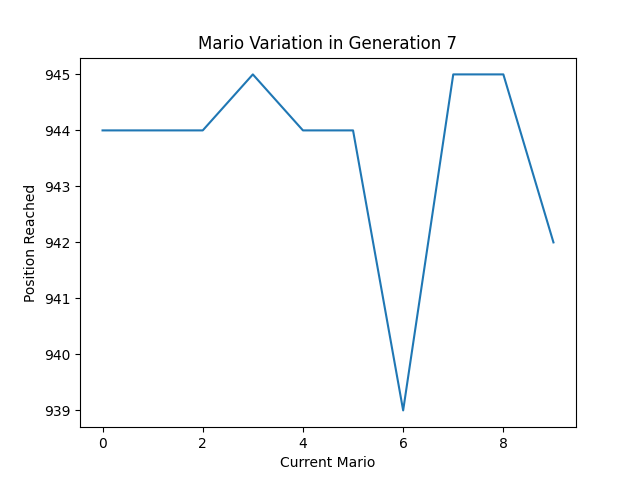 Mario Variation in Generation 7
945
944
943
942
941
940
939
Position Reached
0 2 4 6 8
Current Mario